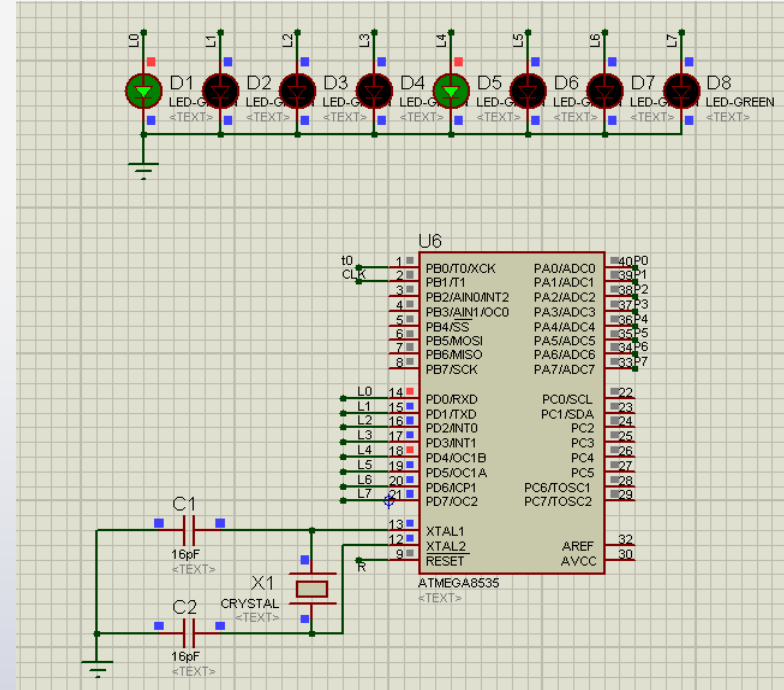 L0 L1 L2 L3 L4 L5 L6 L7
D1 D2 D3 D4 D5 D6 D7 D8
LED-G LED-G LED-G LED-G LED-G LED-G LED-G LED-GREEN
<TEXT> <TEXT> <TEXT> <TEXT> <TEXT> <TEXT> <TEXT> <TEXT>
U6
t0 1 PB0/T0/XCK PA0/ADC0 40 P0
CLK 2 PB1/T1 PA1/ADC1 39 P1
3 PB2/AIN0/INT2 PA2/ADC2 38 P2
4 PB3/AIN1/OC0 PA3/ADC3 37 P3
5 PB4/SS PA4/ADC4 36 P4
6 PB5/MOSI PA5/ADC5 35 P5
7 PB6/MISO PA6/ADC6 34 P6
8 PB7/SCK PA7/ADC7 33 P7
L0 14 PD0/RXD PC0/SCL 22
L1 15 PD1/TXD PC1/SDA 23
L2 16 PD2/INT0 PC2 24
L3 17 PD3/INT1 PC3 25
L4 18 PD4/OC1B PC4 26
L5 19 PD5/OC1A PC5 27
L6 20 PD6/ICP1 PC6/TOSC1 28
L7 21 PD7/OC2 PC7/TOSC2 29
13 XTAL1
12 XTAL2 AREF 32
R 9 RESET AVCC 30
ATMEGA8535
<TEXT>
C1
16pF
<TEXT>
X1
CRYSTAL
<TEXT>
C2
16pF
<TEXT>